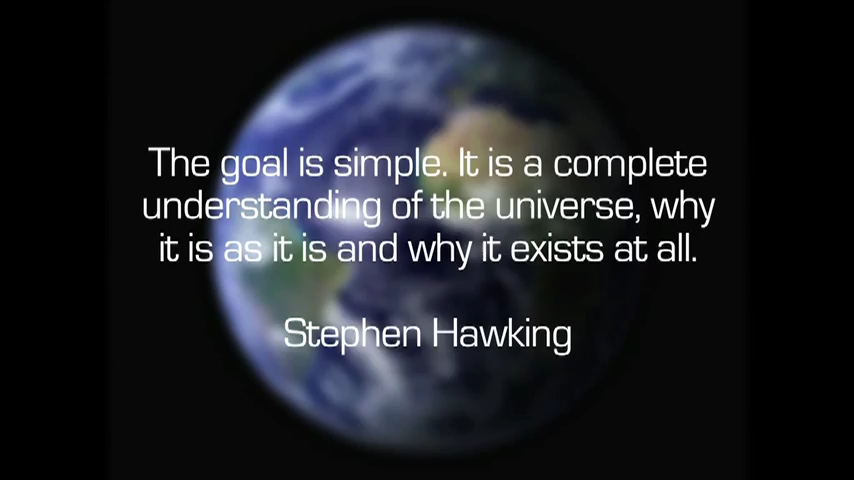 The goal is simple. It is a complete
understanding of the universe, why
it is as it is and why it exists at all.
Stephen Hawking